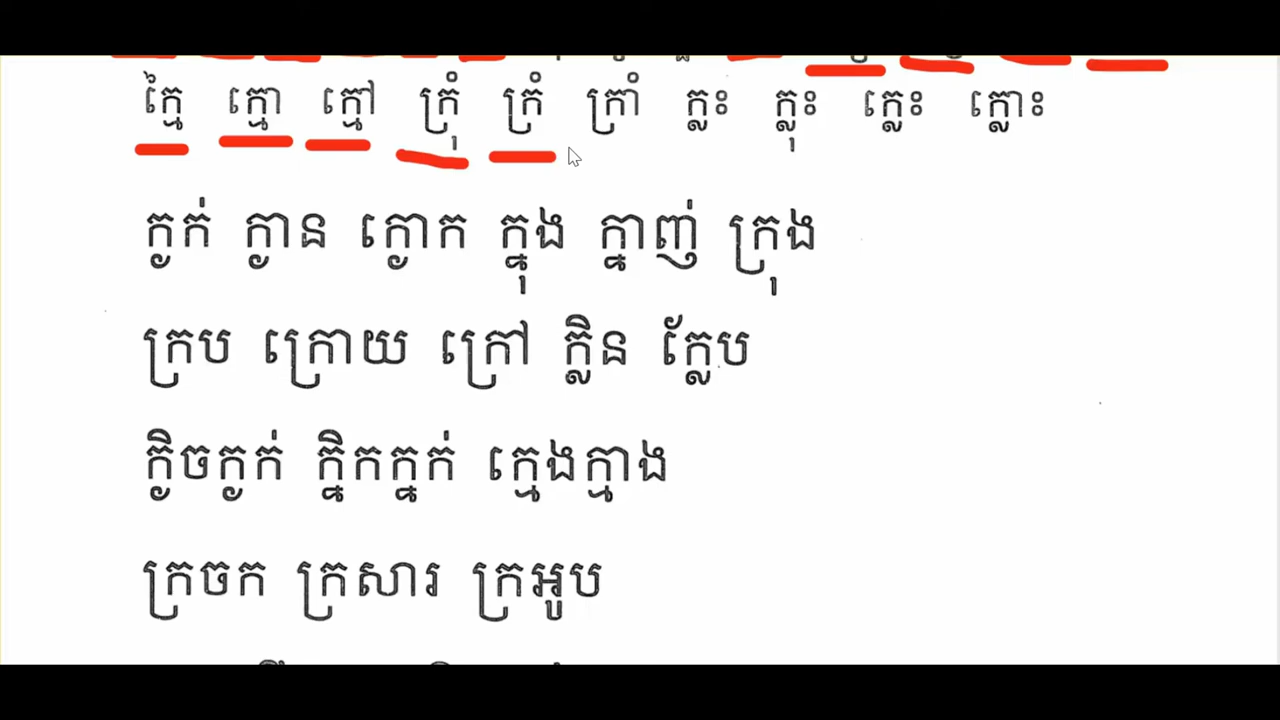 ក្មៃ ក្មោ ក្មៅ ក្រុំ ក្រំ ក្រាំ ក្លះ ក្លុះ ក្លេះ ក្លោះ
ក្ងក់ ក្ងាន ក្ងោក ក្នុង ក្នាញ់ ក្រុង
ក្រប ក្រោយ ក្រៅ ក្លិន ក្លែប
ក្ងិចក្ងក់ ក្និកក្នក់ ក្មេងក្មាង
ក្រចក ក្រសារ ក្រអូប